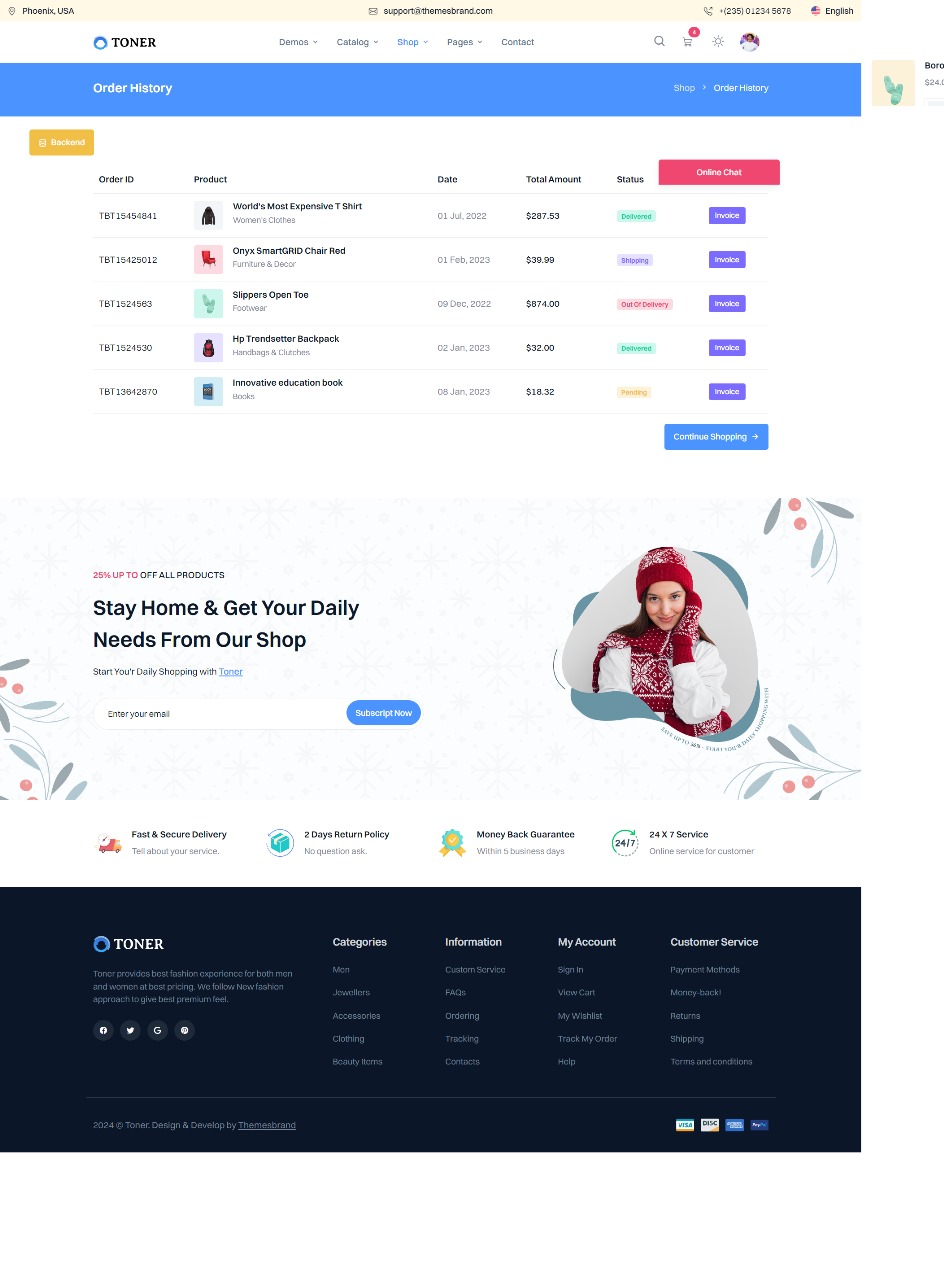 Phoenix, USA
support@themesbrand.com
+(235) 01234 5678
English
TONER
Demos
Catalog
Shop
Pages
Contact
4
Order History
Shop
Order History
$24.0
Backend
Online Chat
Order ID
Product
Date
Total Amount
Status
TBT15454841
World's Most Expensive T Shirt
Women's Clothes
01 Jul, 2022
$287.53
Delivered
Invoice
TBT15425012
Onyx SmartGRID Chair Red
Furniture & Decor
01 Feb, 2023
$39.99
Shipping
Invoice
TBT1524563
Slippers Open Toe
Footwear
09 Dec, 2022
$874.00
Out Of Delivery
Invoice
TBT1524530
Hp Trendsetter Backpack
Handbags & Clutches
02 Jan, 2023
$32.00
Delivered
Invoice
TBT13642870
Innovative education book
Books
08 Jan, 2023
$18.32
Pending
Invoice
Continue Shopping
25% UP TO OFF ALL PRODUCTS
Stay Home & Get Your Daily
Needs From Our Shop
Start You'r Daily Shopping with Toner
Enter your email
Subscript Now
Fast & Secure Delivery
Tell about your service.
2 Days Return Policy
No question ask.
Money Back Guarantee
Within 5 business days
24/7
24 X 7 Service
Online service for customer
TONER
Toner provides best fashion experience for both men
and women at best pricing. We follow New fashion
approach to give best premium feel.
Categories
Men
Jewellers
Accessories
Clothing
Beauty Items
Information
Custom Service
FAQs
Ordering
Tracking
Contacts
My Account
Sign In
View Cart
My Wishlist
Track My Order
Help
Customer Service
Payment Methods
Money-back!
Returns
Shipping
Terms and conditions
2024 © Toner. Design & Develop by Themesbrand
VISA
DISC
PayPal